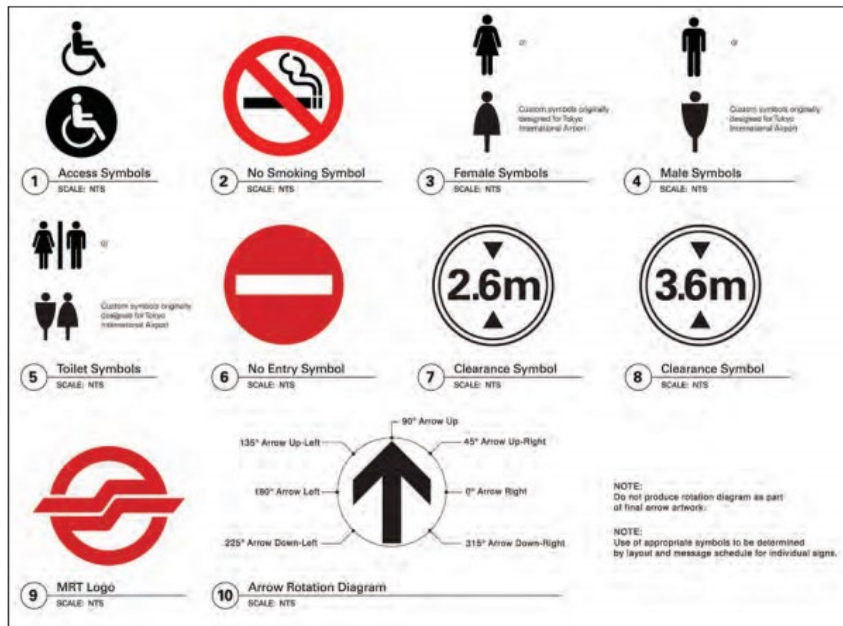 1
Access Symbols
SCALE: NTS
2
No Smoking Symbol
SCALE: NTS
or
Custom symbols originally
designed for Tokyo
International Airport
3
Female Symbols
SCALE: NTS
or
Custom symbols originally
designed for Tokyo
International Airport
4
Male Symbols
SCALE: NTS
or
Custom symbols originally
designed for Tokyo
International Airport
5
Toilet Symbols
SCALE: NTS
6
No Entry Symbol
SCALE: NTS
2.6m
7
Clearance Symbol
SCALE: NTS
3.6m
8
Clearance Symbol
SCALE: NTS
9
MRT Logo
SCALE: NTS
90° Arrow Up
135° Arrow Up-Left
45° Arrow Up-Right
180° Arrow Left
0° Arrow Right
225° Arrow Down-Left
315° Arrow Down-Right
10
Arrow Rotation Diagram
SCALE: NTS
NOTE:
Do not produce rotation diagram as part
of final arrow artwork.
NOTE:
Use of appropriate symbols to be determined
by layout and message schedule for individual signs.